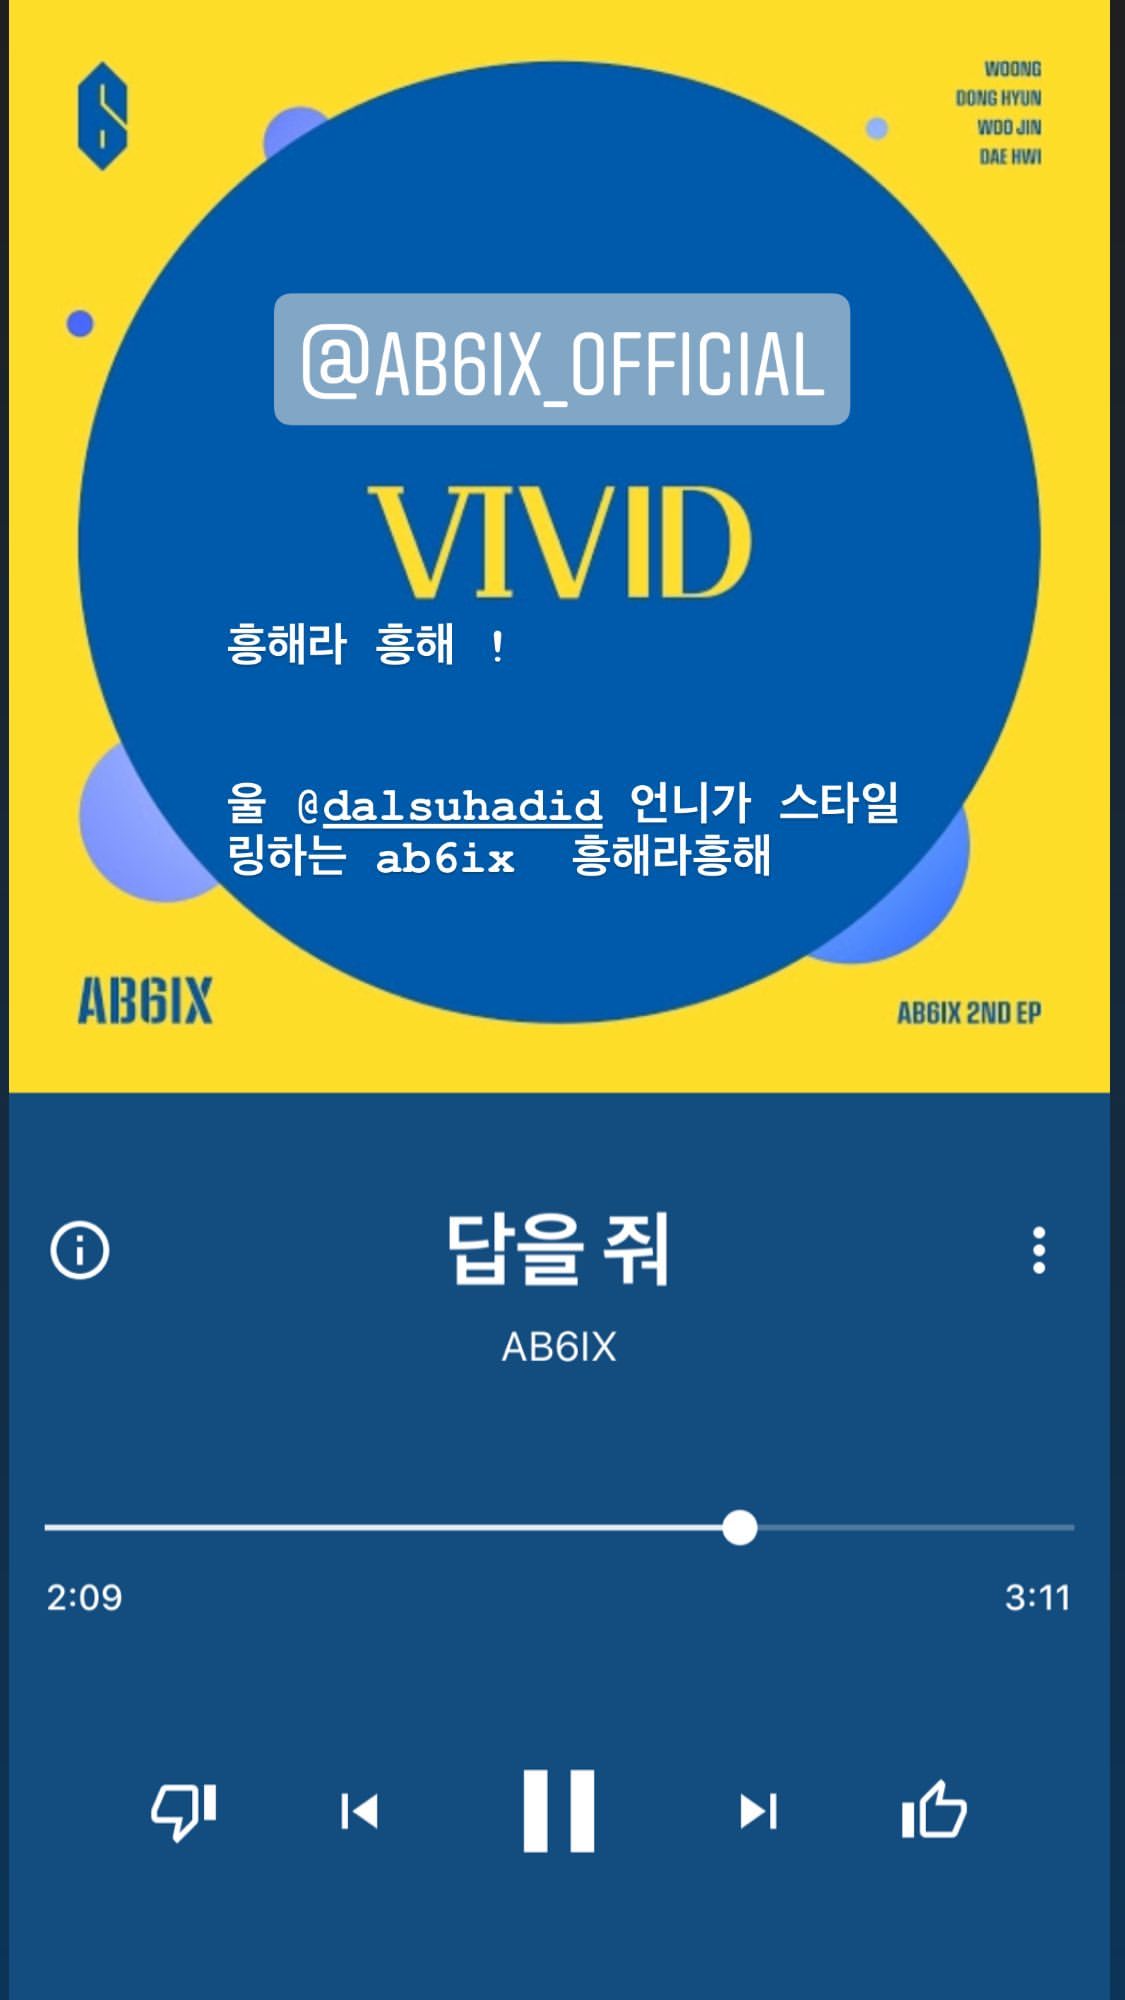 WOONG
DONG HYUN
WOO JIN
DAE HWI
@AB6IX_OFFICIAL
VIVID
흥해라 흥해 !
울 @dalsuhadid 언니가 스타일
링하는 ab6ix 흥해라흥해
AB6IX
AB6IX 2ND EP
답을 줘
AB6IX
2:09
3:11